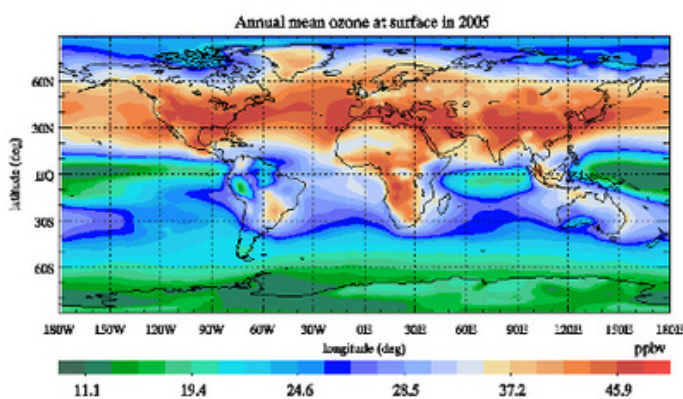 Annual mean ozone at surface in 2005
latitude (deg)
60N
30N
EQ
30S
60S
180W 150W 120W 90W 60W 30W 0E 30E 60E 90E 120E 150E 180E
longitude (deg)
ppbv
11.1 19.4 24.6 28.5 37.2 45.9